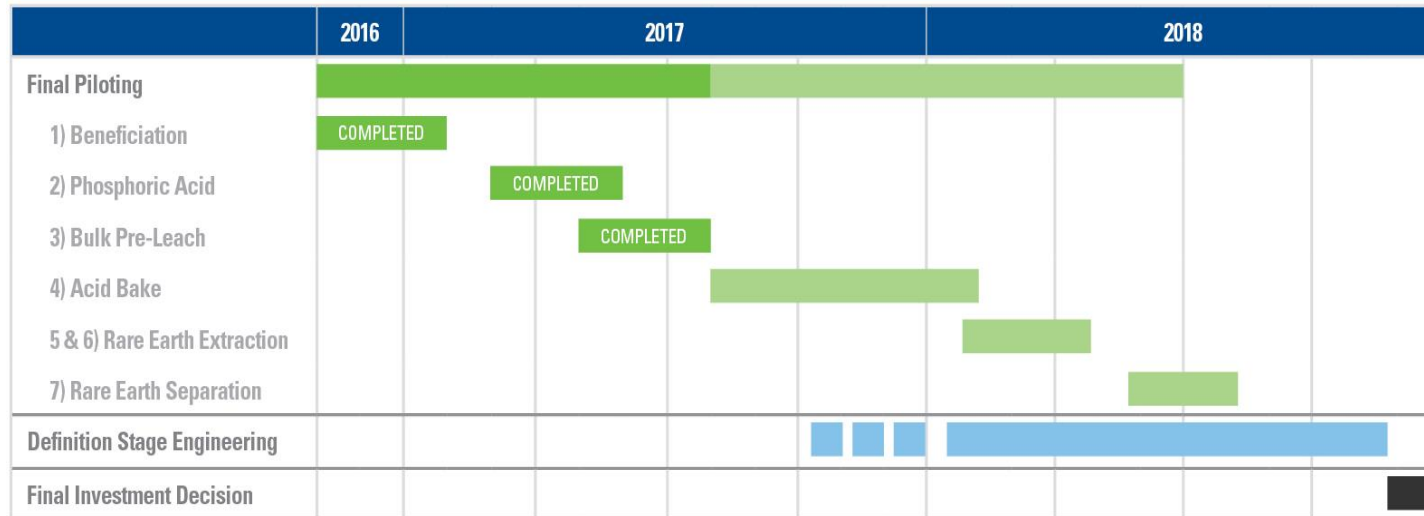 2016 2017 2018
Final Piloting
1) Beneficiation COMPLETED
2) Phosphoric Acid COMPLETED
3) Bulk Pre-Leach COMPLETED
4) Acid Bake
5 & 6) Rare Earth Extraction
7) Rare Earth Separation
Definition Stage Engineering
Final Investment Decision